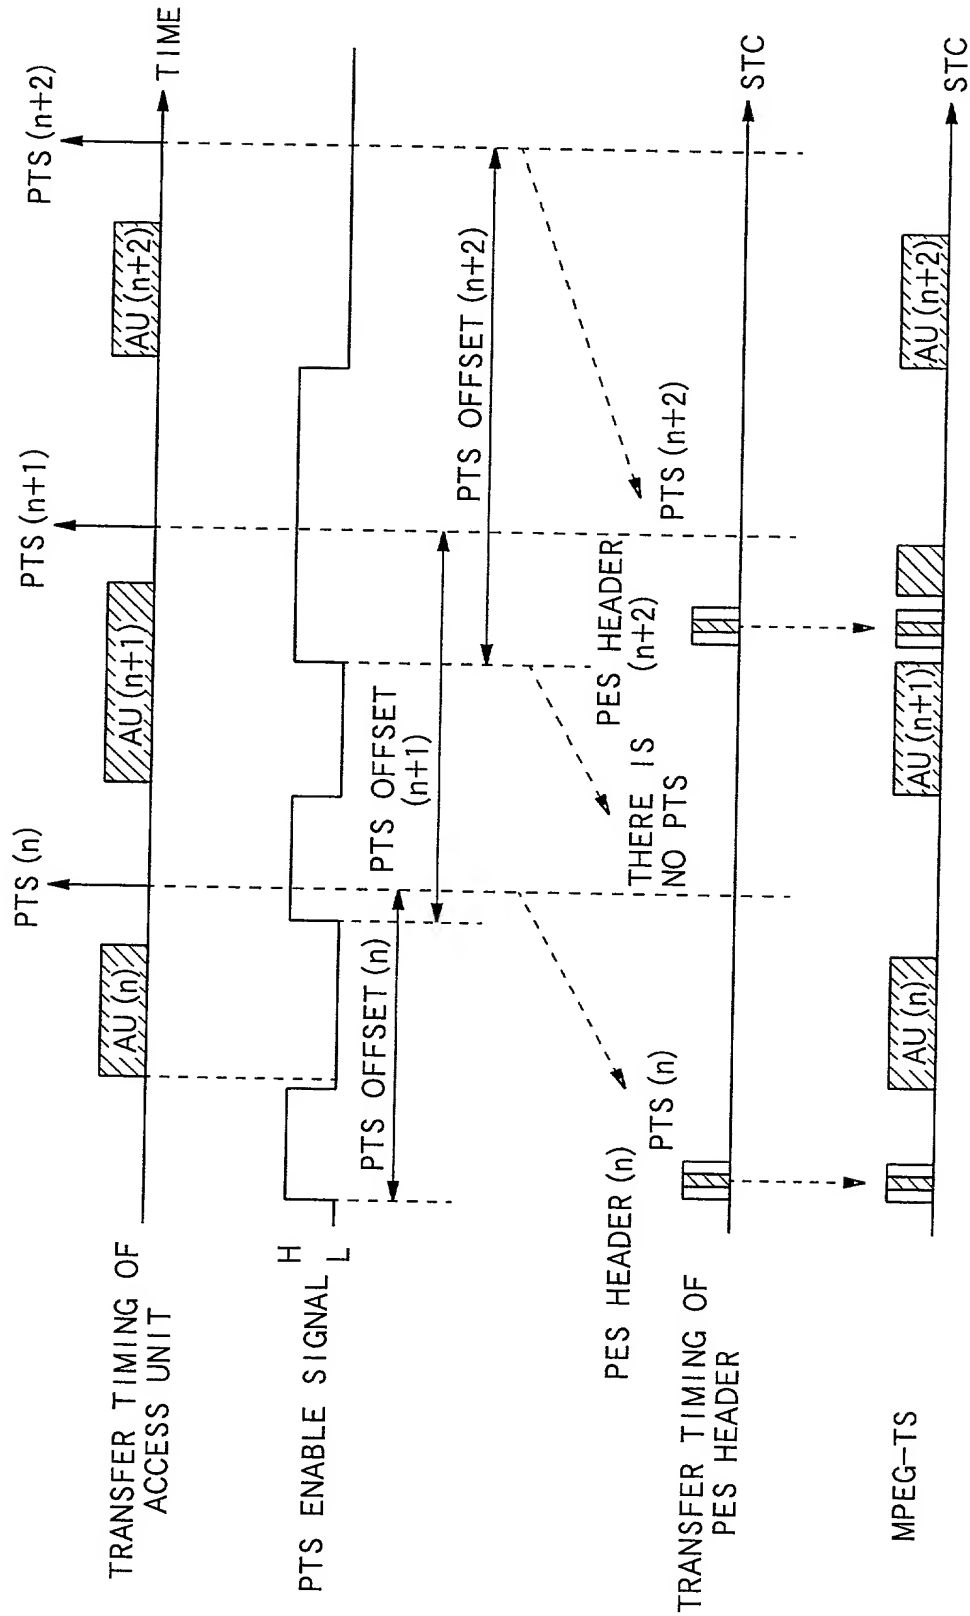 TRANSFER TIMING OF
ACCESS UNIT
PTS (n)
PTS (n+1)
PTS (n+2)
AU (n)
AU (n+1)
AU (n+2)
TIME
PTS ENABLE SIGNAL
H
L
PTS OFFSET (n)
PTS OFFSET
(n+1)
PTS OFFSET (n+2)
PES HEADER (n)
PTS (n)
THERE IS
NO PTS
PES HEADER
(n+2)
PTS (n+2)
TRANSFER TIMING OF
PES HEADER
STC
MPEG-TS
AU (n)
AU (n+1)
AU (n+2)
STC